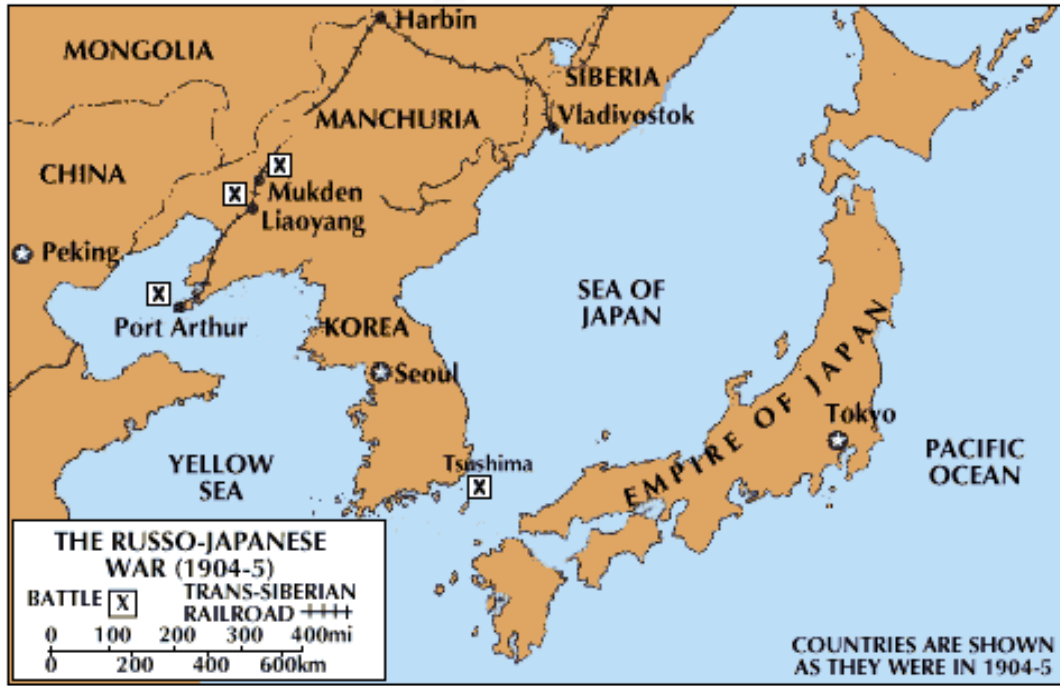 Harbin
MONGOLIA
SIBERIA
MANCHURIA
Vladivostok
CHINA
X
X
Mukden
Liaoyang
Peking
X
Port Arthur
KOREA
SEA OF
JAPAN
Seoul
EMPIRE OF JAPAN
Tokyo
PACIFIC
OCEAN
YELLOW
SEA
Tsushima
X
THE RUSSO-JAPANESE
WAR (1904-5)
BATTLE X
TRANS-SIBERIAN
RAILROAD
0 100 200 300 400mi
0 200 400 600km
COUNTRIES ARE SHOWN
AS THEY WERE IN 1904-5